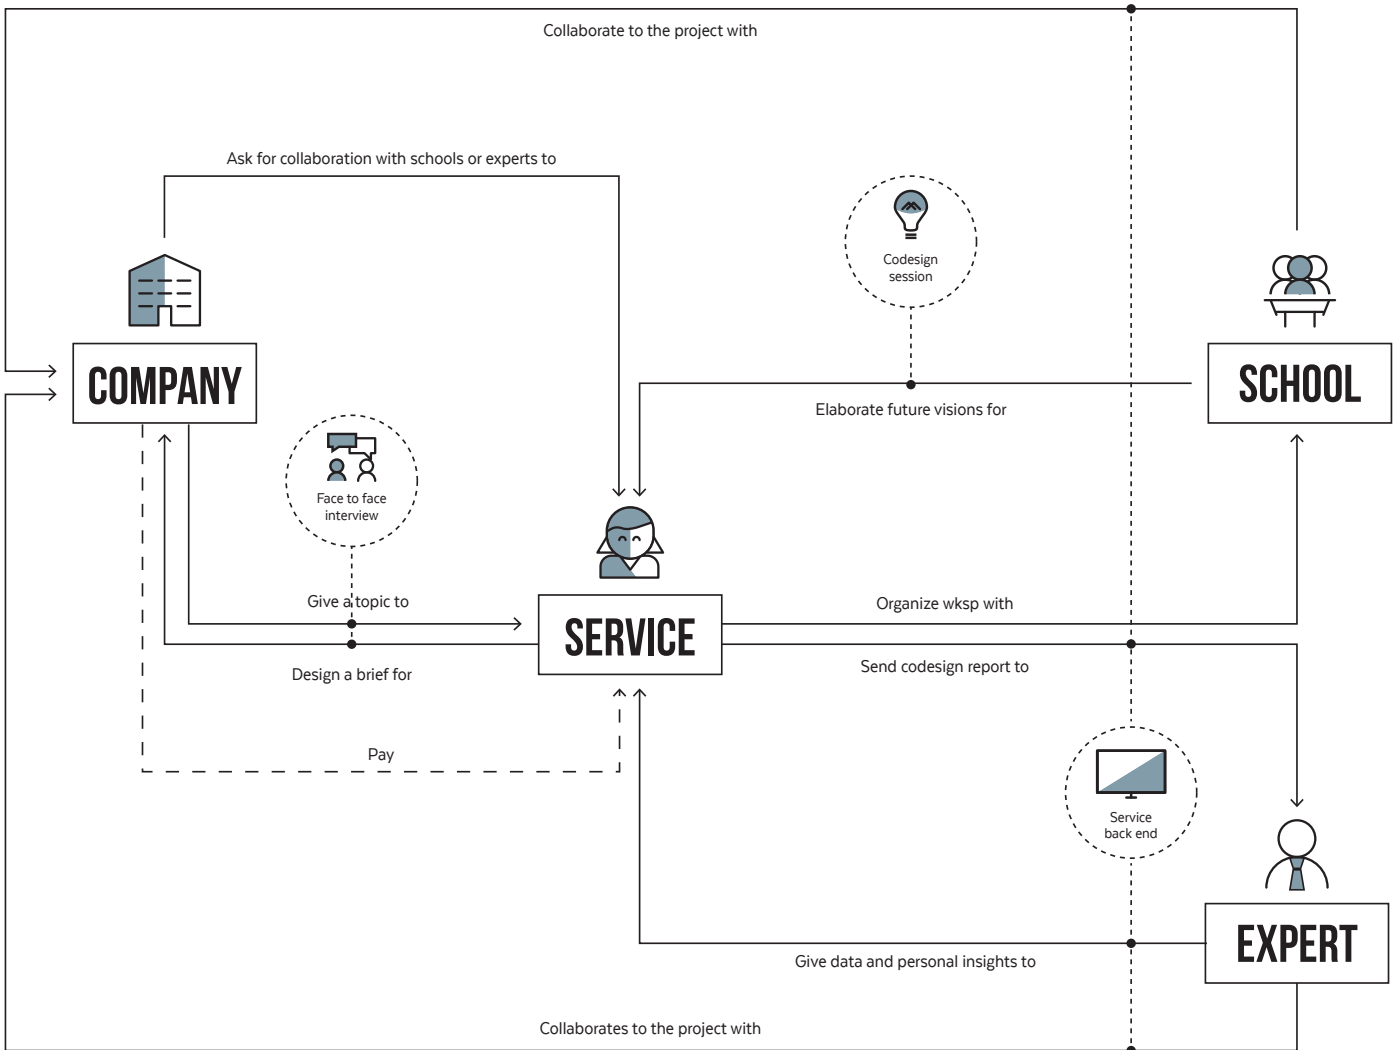 Collaborate to the project with
Ask for collaboration with schools or experts to
Codesign
session
COMPANY
SCHOOL
Elaborate future visions for
Face to face
interview
Give a topic to
Organize wksp with
SERVICE
Design a brief for
Send codesign report to
Pay
Service
back end
EXPERT
Give data and personal insights to
Collaborates to the project with